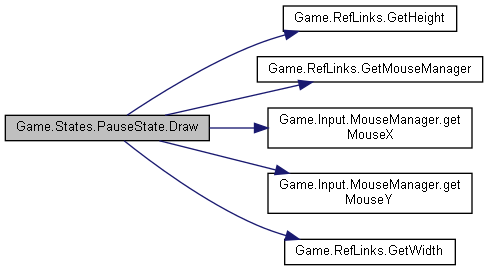 Game.RefLinks.GetHeight
Game.RefLinks.GetMouseManager
Game.States.PauseState.Draw
Game.Input.MouseManager.get
MouseX
Game.Input.MouseManager.get
MouseY
Game.RefLinks.GetWidth